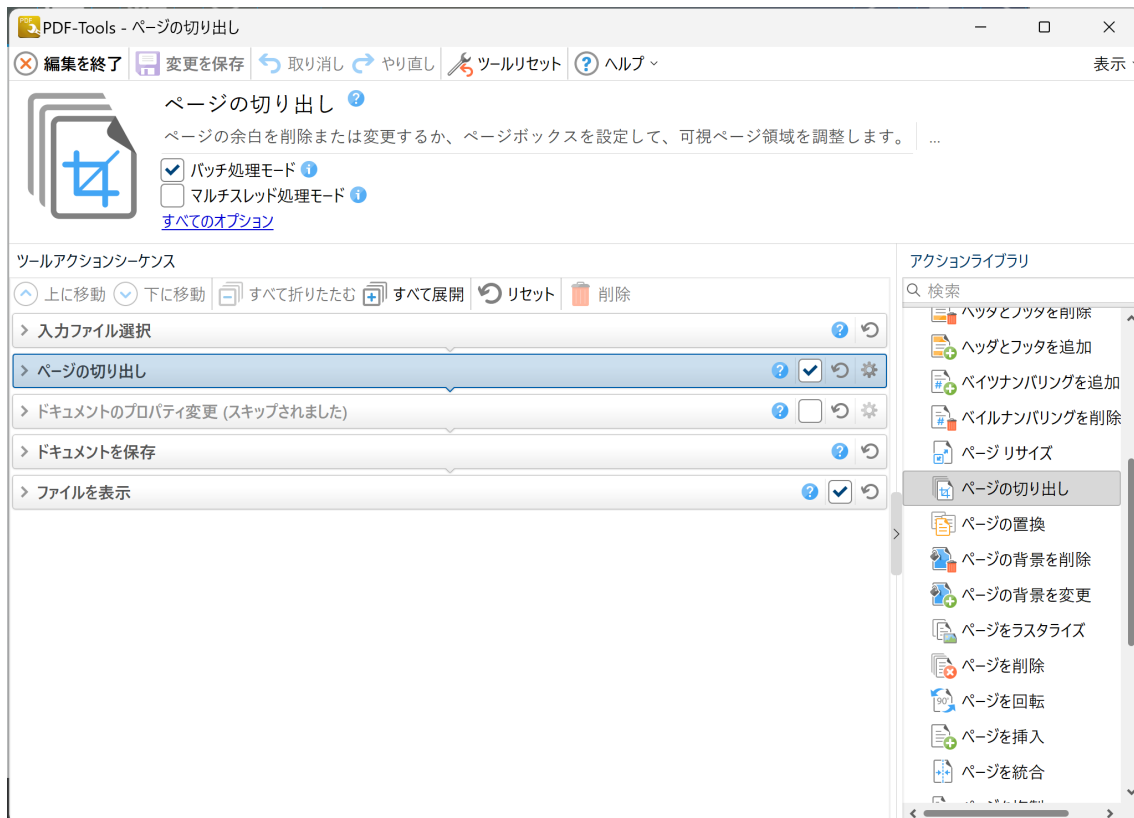 PDF-Tools - ページの切り出し
編集を終了 変更を保存 取り消し やり直し ツールリセット ヘルプ 表示
ページの切り出し
ページの余白を削除または変更するか、ページボックスを設定して、可視ページ領域を調整します。 ...
バッチ処理モード
マルチスレッド処理モード
すべてのオプション
ツールアクションシーケンス
上に移動 下に移動 すべて折りたたむ すべて展開 リセット 削除
入力ファイル選択
ページの切り出し
ドキュメントのプロパティ変更 (スキップされました)
ドキュメントを保存
ファイルを表示
アクションライブラリ
検索
ヘッダとフッタを削除
ヘッダとフッタを追加
ベイツナンバリングを追加
ベイルナンバリングを削除
ページ リサイズ
ページの切り出し
ページの置換
ページの背景を削除
ページの背景を変更
ページをラスタライズ
ページを削除
ページを回転
ページを挿入
ページを統合